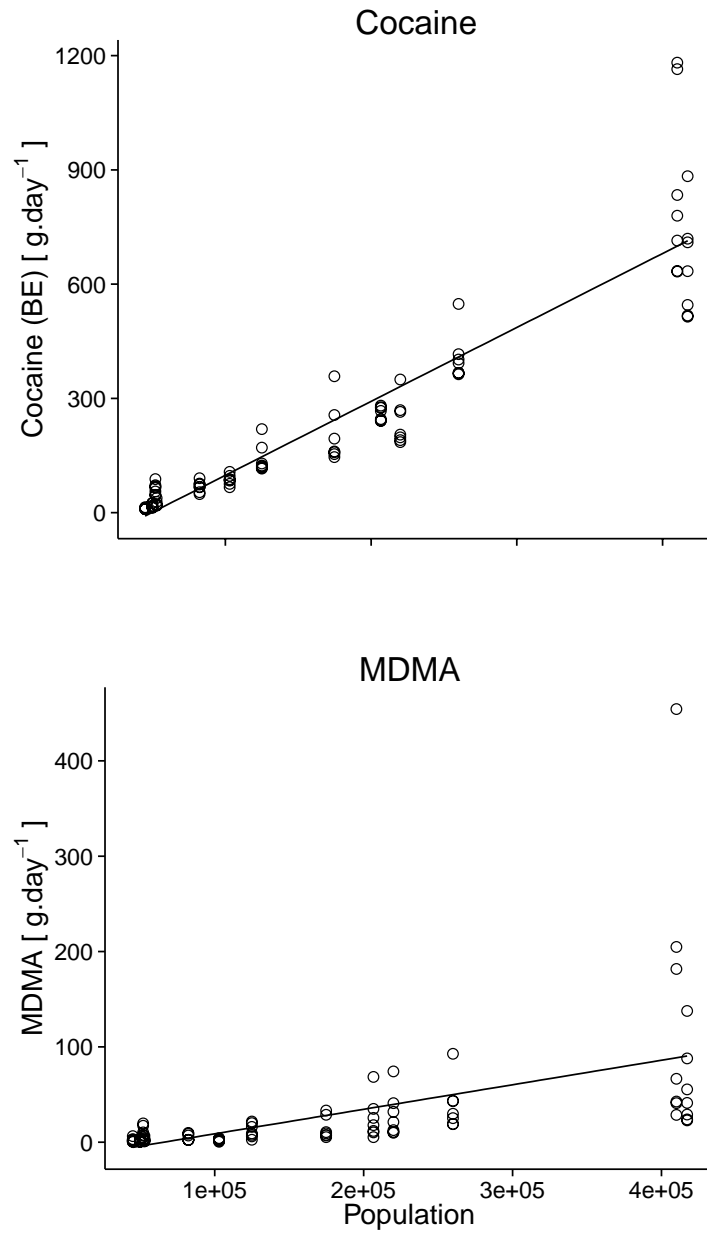 Cocaine
1200
900
600
300
0
Cocaine (BE) [ g.day⁻¹ ]
MDMA
400
300
200
100
0
MDMA [ g.day⁻¹ ]
1e+05 2e+05 3e+05 4e+05
Population